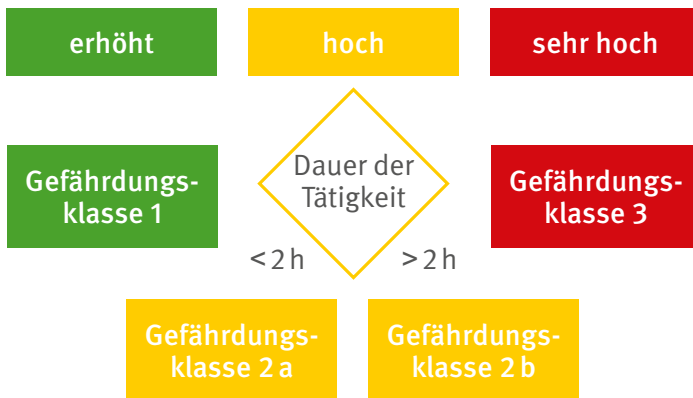 erhöht
hoch
sehr hoch
Gefährdungs-
klasse 1
Dauer der
Tätigkeit
Gefährdungs-
klasse 3
< 2 h
> 2 h
Gefährdungs-
klasse 2 a
Gefährdungs-
klasse 2 b